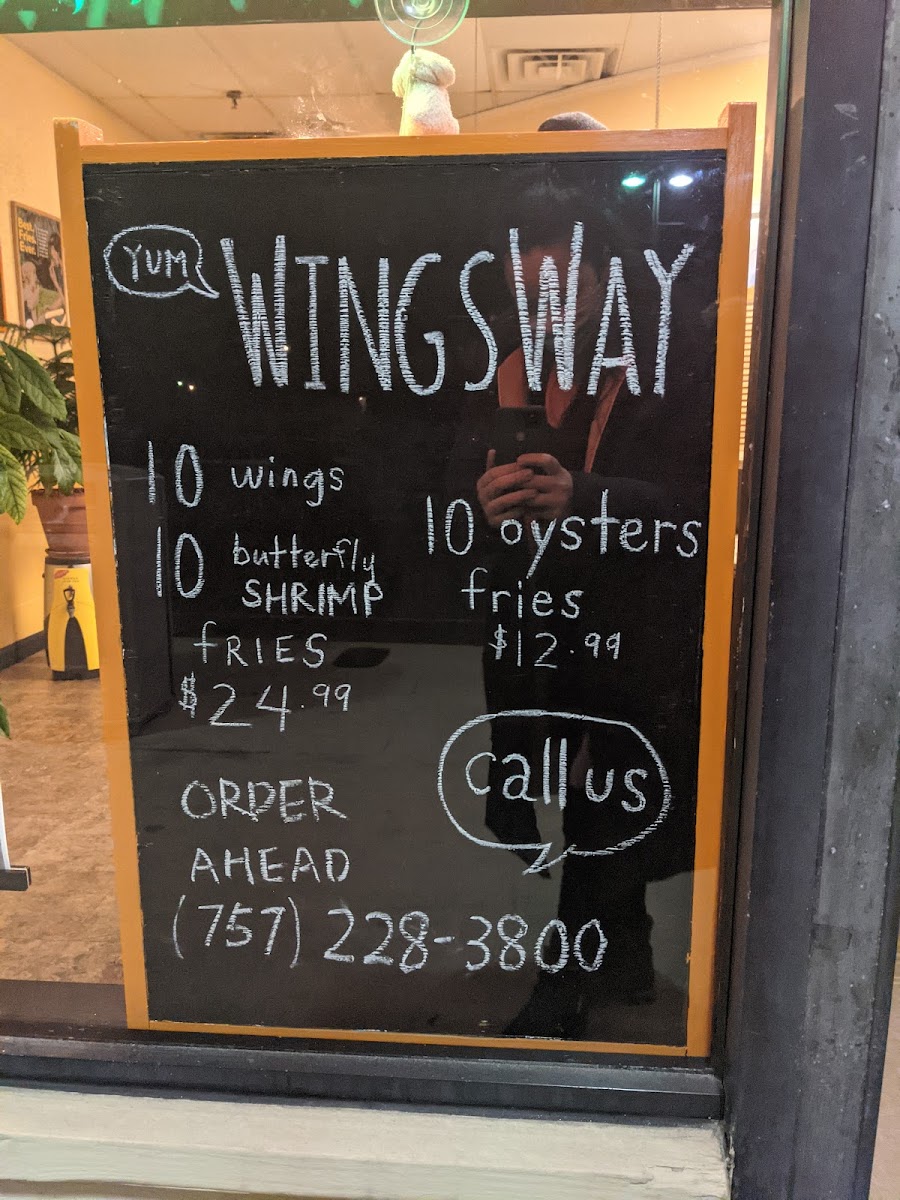 YUM
WINGSWAY
10 wings
10 butterfly
SHRIMP
fRIES
$24.99
10 oysters
fries
$12.99
call us
ORDER
AHEAD
(757) 228-3800